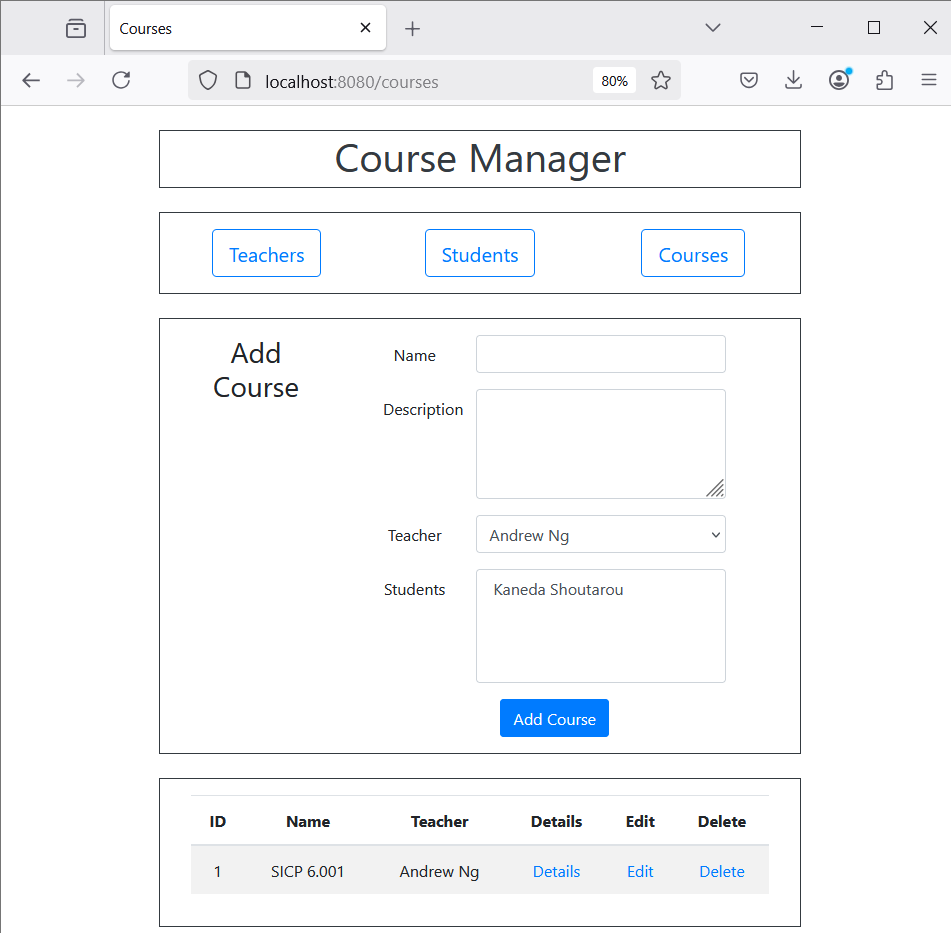 Courses
localhost:8080/courses
80%
Course Manager
Teachers
Students
Courses
Add
Course
Name
Description
Teacher
Andrew Ng
Students
Kaneda Shoutarou
Add Course
ID Name Teacher Details Edit Delete
1 SICP 6.001 Andrew Ng Details Edit Delete